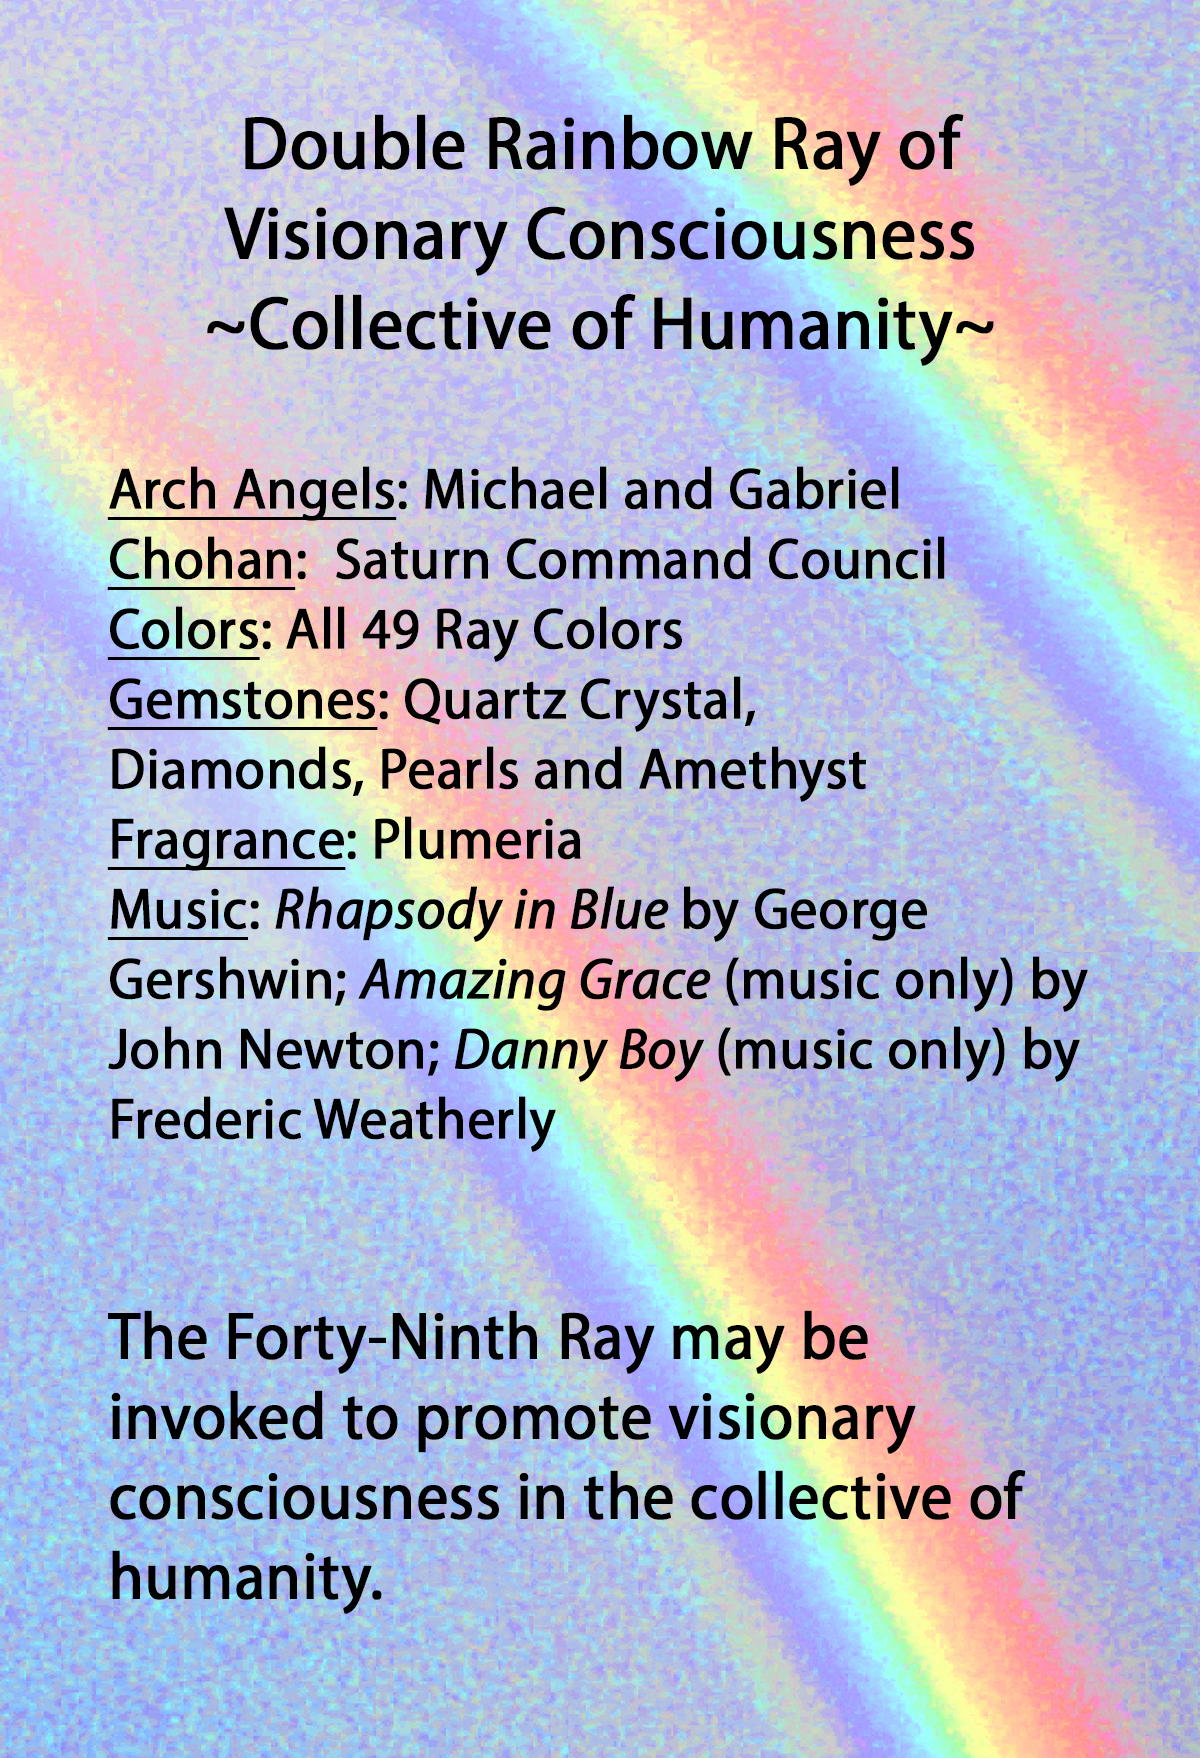 Double Rainbow Ray of
Visionary Consciousness
~Collective of Humanity~
Arch Angels: Michael and Gabriel
Chohan:  Saturn Command Council
Colors: All 49 Ray Colors
Gemstones: Quartz Crystal,
Diamonds, Pearls and Amethyst
Fragrance: Plumeria
Music: Rhapsody in Blue by George
Gershwin; Amazing Grace (music only) by
John Newton; Danny Boy (music only) by
Frederic Weatherly
The Forty-Ninth Ray may be
invoked to promote visionary
consciousness in the collective of
humanity.